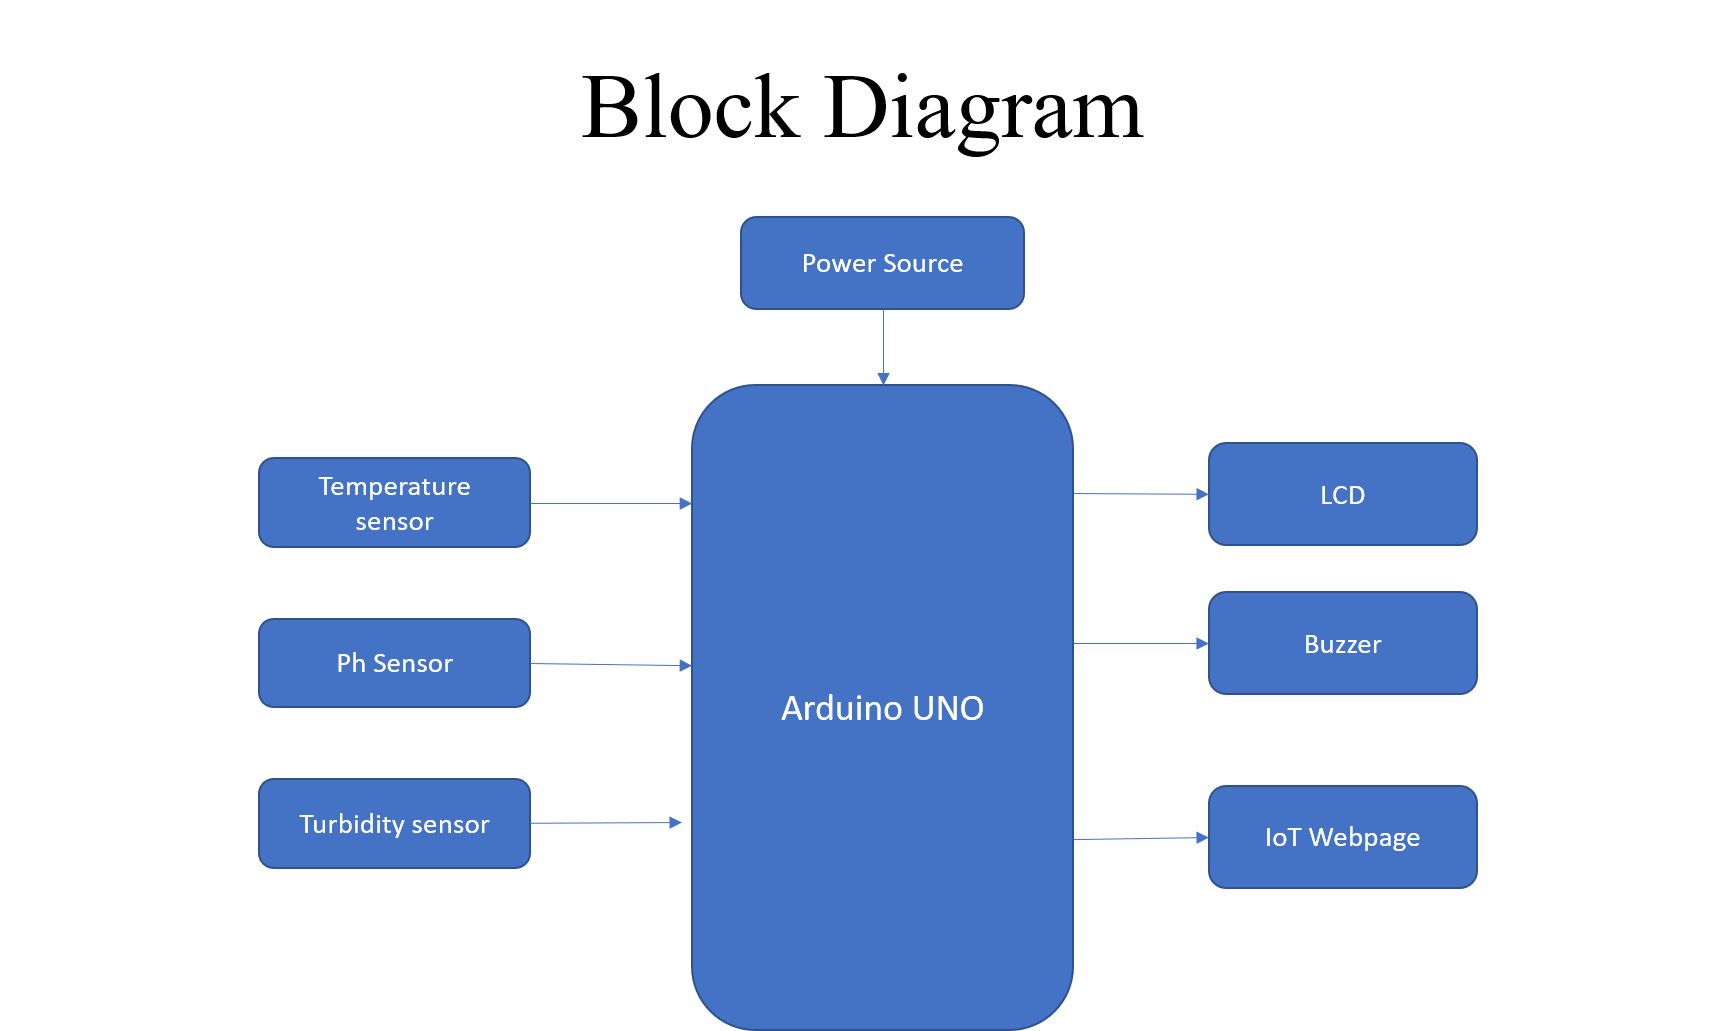 Block Diagram
Power Source
Temperature
sensor
Ph Sensor
Turbidity sensor
Arduino UNO
LCD
Buzzer
IoT Webpage